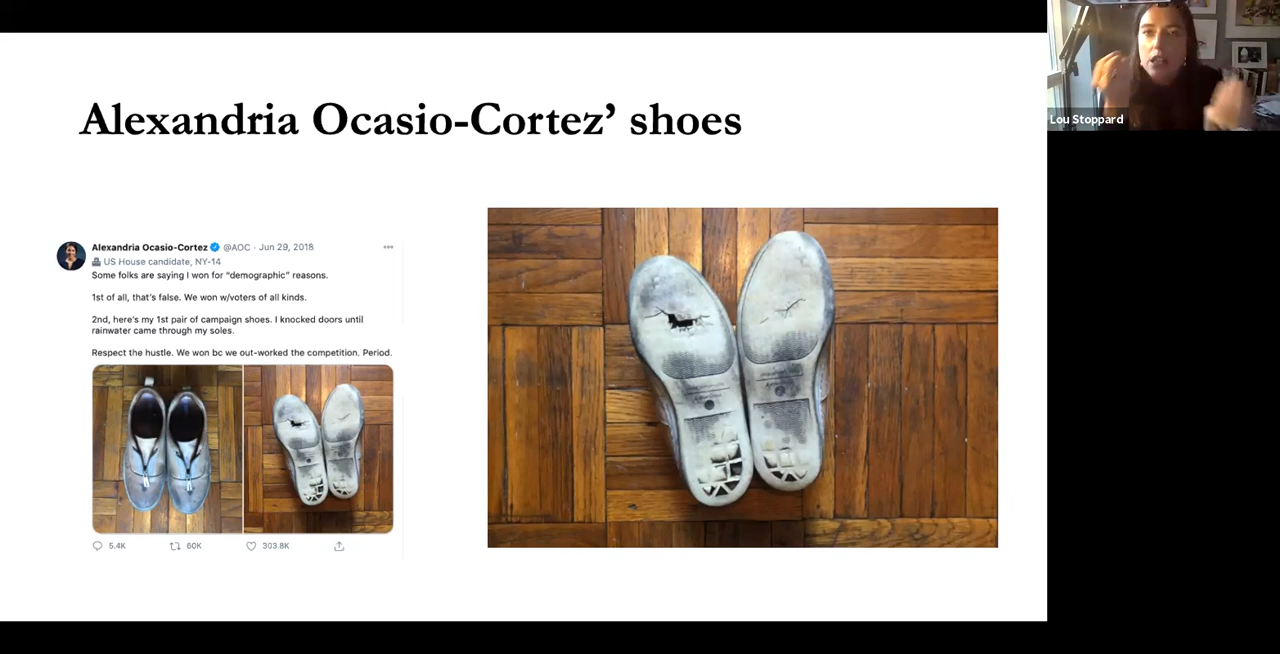 Alexandria Ocasio-Cortez’ shoes
Lou Stoppard
Alexandria Ocasio-Cortez @AOC · Jun 29, 2018
US House candidate, NY-14
Some folks are saying I won for “demographic” reasons.
1st of all, that’s false. We won w/voters of all kinds.
2nd, here’s my 1st pair of campaign shoes. I knocked doors until
rainwater came through my soles.
Respect the hustle. We won bc we out-worked the competition. Period.
5.4K 60K 303.8K